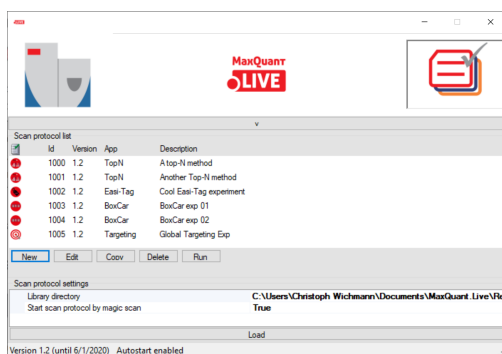 LIVE
MAXQUANT
LIVE
v
Scan protocol list
Id Version App Description
1000 1.2 TopN A top-N method
1001 1.2 TopN Another Top-N method
1002 1.2 Easi-Tag Cool Easi-Tag experiment
1003 1.2 BoxCar BoxCar exp 01
1004 1.2 BoxCar BoxCar exp 02
1005 1.2 Targeting Global Targeting Exp
New Edit Copy Delete Run
Scan protocol settings
Library directory C:\Users\Christoph Wichmann\Documents\MaxQuant.Live\Re
Start scan protocol by magic scan True
Load
Version 1.2 (until 6/1/2020) Autostart enabled